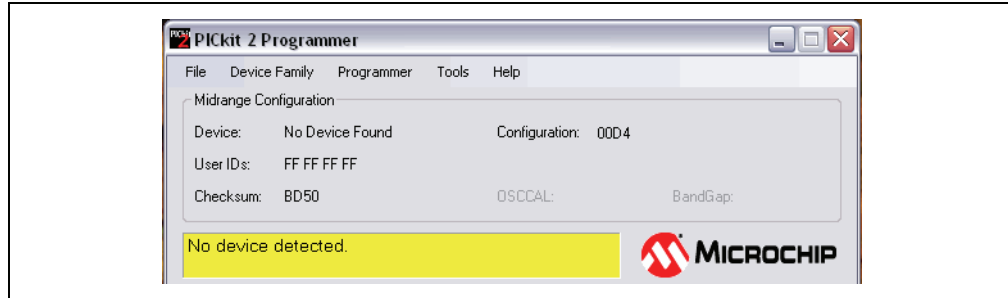 PICkit 2 Programmer
File Device Family Programmer Tools Help
Midrange Configuration
Device: No Device Found Configuration: 00D4
User IDs: FF FF FF FF
Checksum: BD50 OSCCAL: BandGap:
No device detected.
MICROCHIP